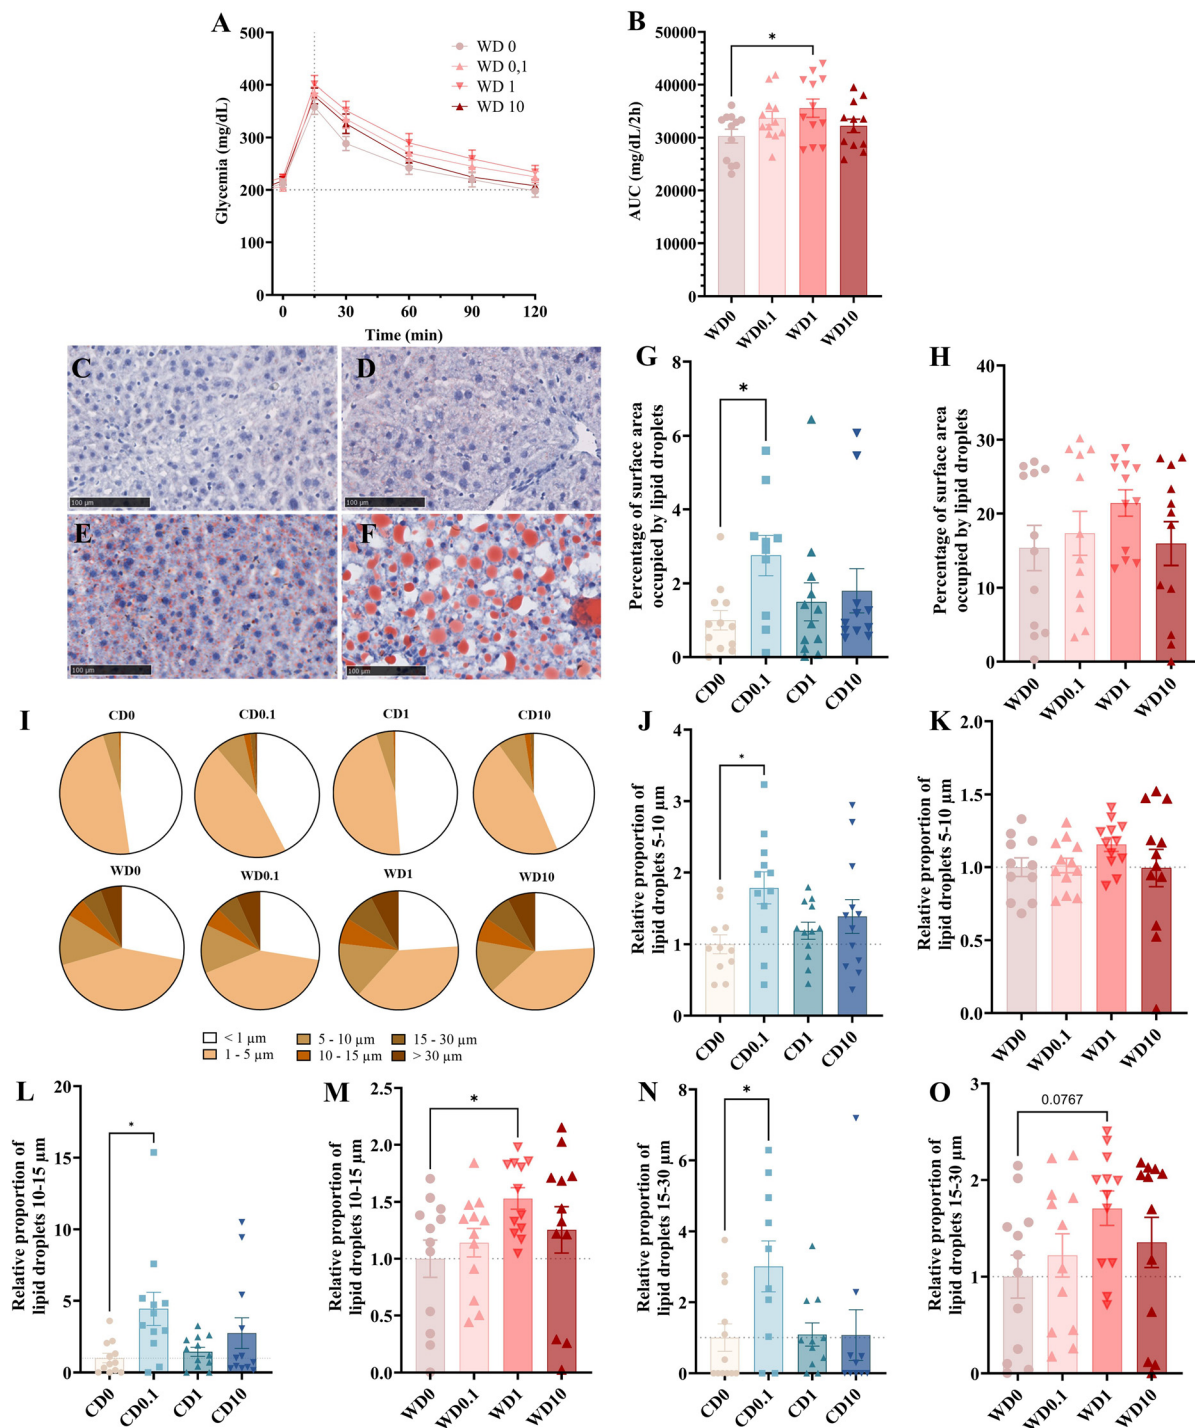 A
Glycemia (mg/dL)
500
400
300
200
100
0
0 30 60 90 120
Time (min)
WD 0
WD 0,1
WD 1
WD 10
B
AUC (mg/dL/2h)
50000
40000
30000
20000
10000
0
*
WD0 WD0.1 WD1 WD10
C
100 µm
D
100 µm
E
100 µm
F
100 µm
G
Percentage of surface area
occupied by lipid droplets
8
6
4
2
0
*
CD0 CD0.1 CD1 CD10
H
Percentage of surface area
occupied by lipid droplets
40
30
20
10
0
WD0 WD0.1 WD1 WD10
I
CD0 CD0.1 CD1 CD10
WD0 WD0.1 WD1 WD10
< 1 µm 5 - 10 µm 15 - 30 µm
1 - 5 µm 10 - 15 µm > 30 µm
J
Relative proportion of
lipid droplets 5-10 µm
4
3
2
1
0
*
CD0 CD0.1 CD1 CD10
K
Relative proportion of
lipid droplets 5-10 µm
2.0
1.5
1.0
0.5
0.0
WD0 WD0.1 WD1 WD10
L
Relative proportion of
lipid droplets 10-15 µm
20
15
10
5
0
*
CD0 CD0.1 CD1 CD10
M
Relative proportion of
lipid droplets 10-15 µm
2.5
2.0
1.5
1.0
0.5
0.0
*
WD0 WD0.1 WD1 WD10
N
Relative proportion of
lipid droplets 15-30 µm
8
6
4
2
0
*
CD0 CD0.1 CD1 CD10
O
Relative proportion of
lipid droplets 15-30 µm
3
2
1
0
0.0767
WD0 WD0.1 WD1 WD10